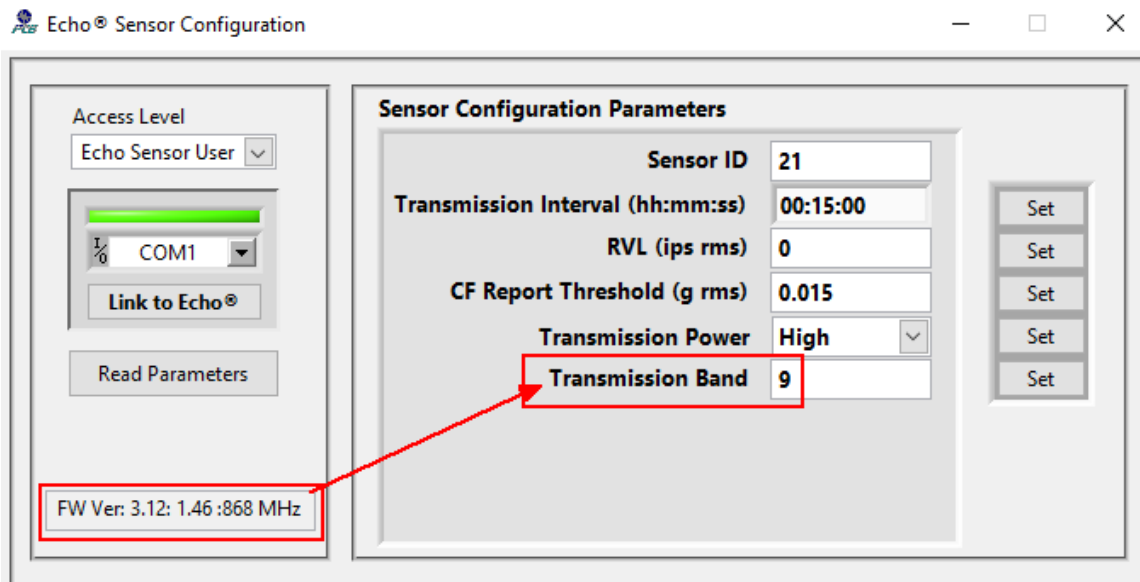 Echo® Sensor Configuration
Access Level
Echo Sensor User
I/O COM1
Link to Echo®
Read Parameters
FW Ver: 3.12: 1.46 :868 MHz
Sensor Configuration Parameters
Sensor ID 21
Transmission Interval (hh:mm:ss) 00:15:00 Set
RVL (ips rms) 0 Set
CF Report Threshold (g rms) 0.015 Set
Transmission Power High Set
Transmission Band 9 Set